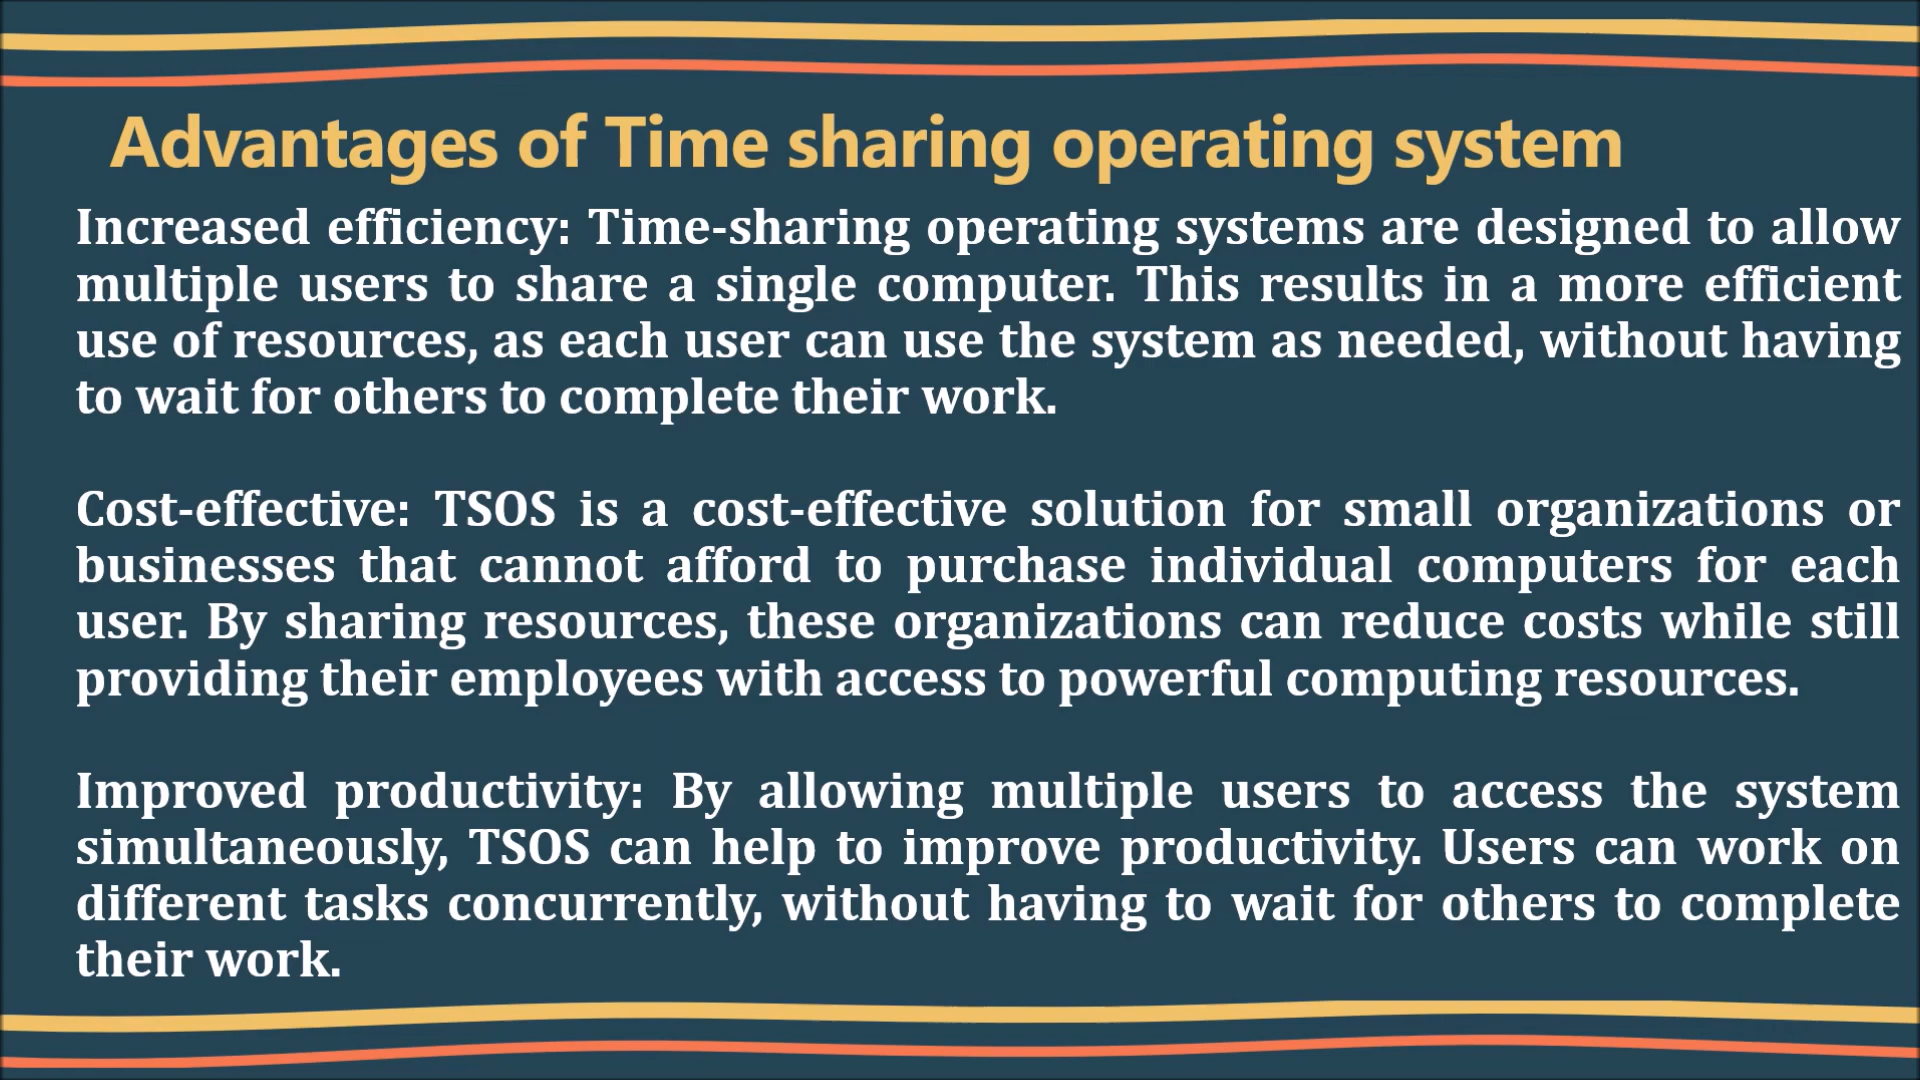 Advantages of Time sharing operating system
Increased efficiency: Time-sharing operating systems are designed to allow
multiple users to share a single computer. This results in a more efficient
use of resources, as each user can use the system as needed, without having
to wait for others to complete their work.
Cost-effective: TSOS is a cost-effective solution for small organizations or
businesses that cannot afford to purchase individual computers for each
user. By sharing resources, these organizations can reduce costs while still
providing their employees with access to powerful computing resources.
Improved productivity: By allowing multiple users to access the system
simultaneously, TSOS can help to improve productivity. Users can work on
different tasks concurrently, without having to wait for others to complete
their work.